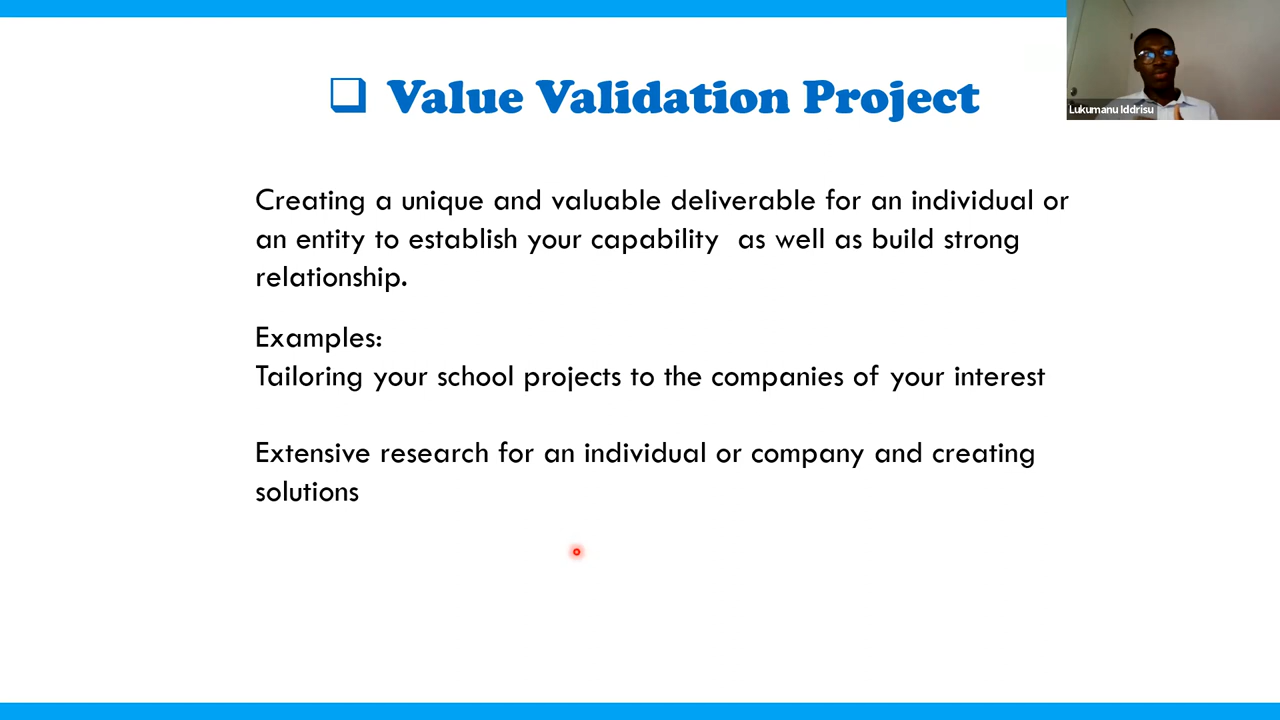 Value Validation Project
Lukumanu Iddrisu
Creating a unique and valuable deliverable for an individual or
an entity to establish your capability  as well as build strong
relationship.
Examples:
Tailoring your school projects to the companies of your interest
Extensive research for an individual or company and creating
solutions